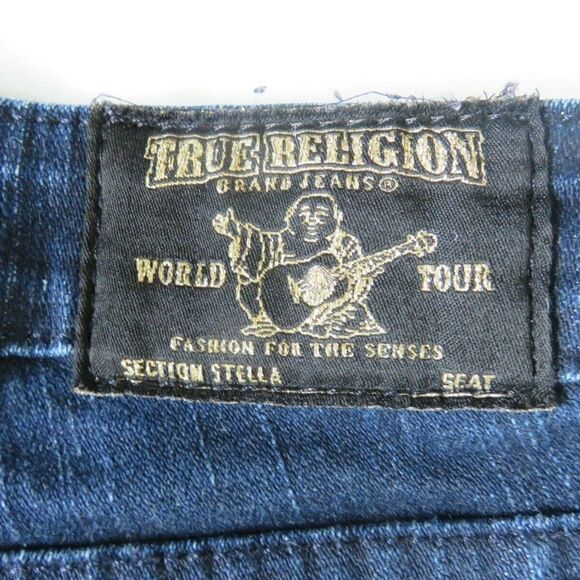 TRUE RELIGION
BRAND JEANS®
WORLD TOUR
FASHION FOR THE SENSES
SECTION STELLA SEAT